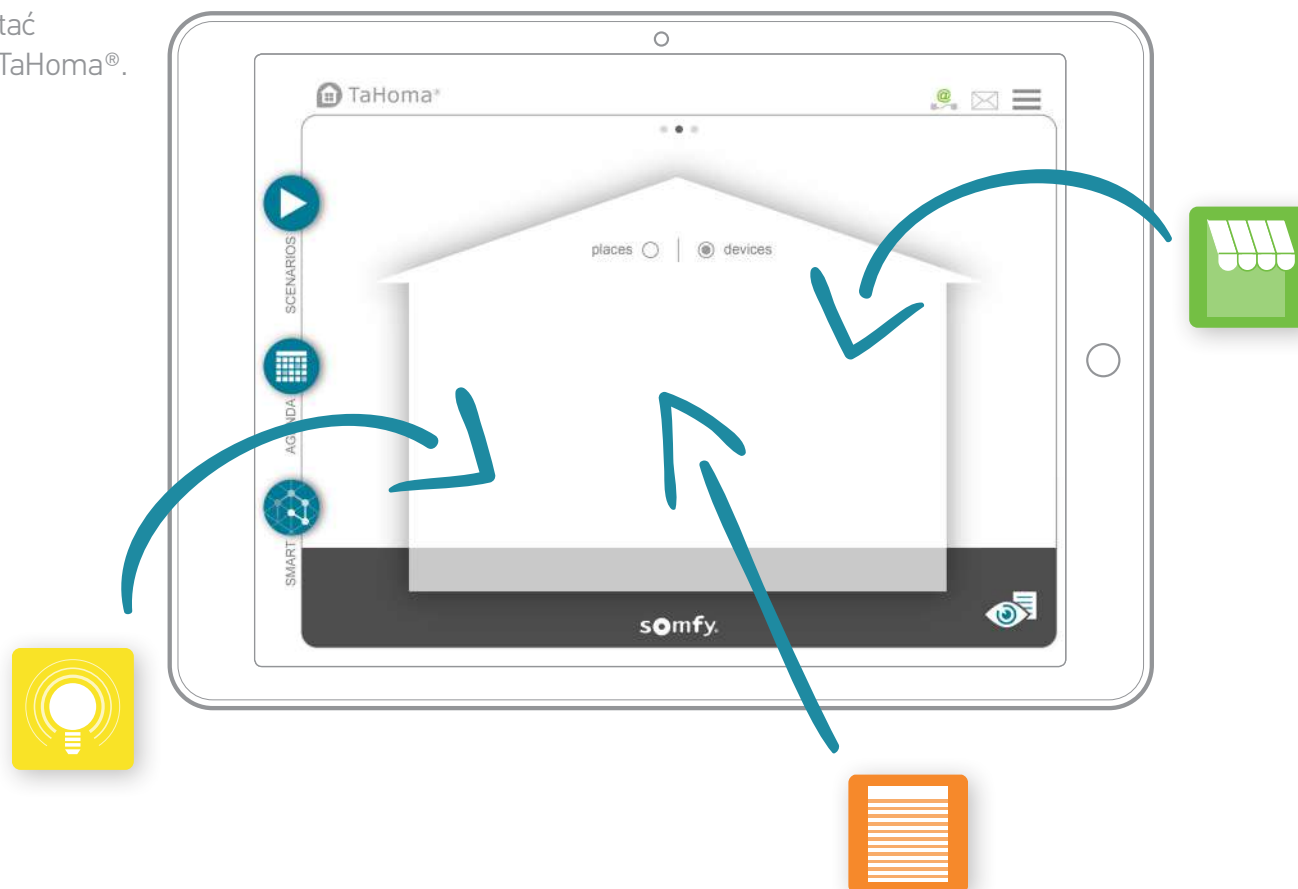 tać
TaHoma®.
TaHoma®
@
places
devices
SCENARIOS
AGENDA
SMART
somfy.